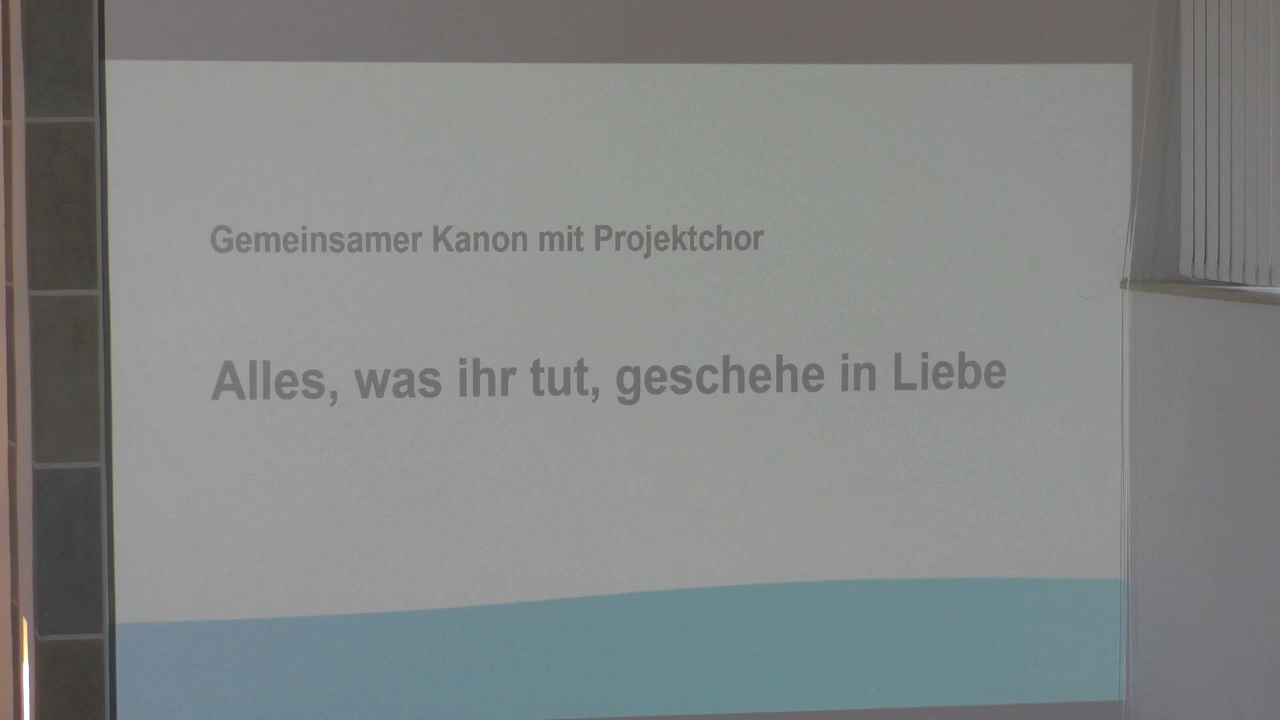 Gemeinsamer Kanon mit Projektchor
Alles, was ihr tut, geschehe in Liebe